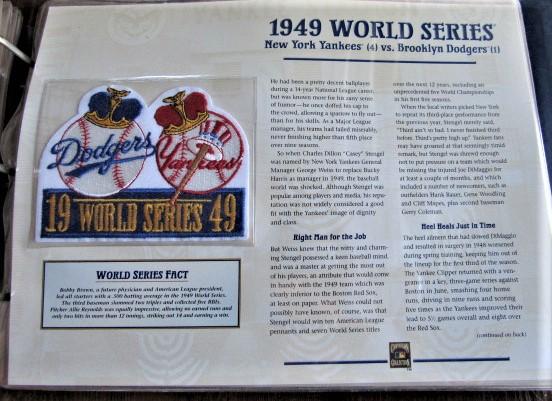 1949 WORLD SERIES
New York Yankees (4) vs. Brooklyn Dodgers (1)
Dodgers
Yankees
19 WORLD SERIES 49
WORLD SERIES FACT
Bobby Brown, a future physician and American League president,
led all starters with a .500 batting average in the 1949 World Series.
The third baseman slammed two triples and collected five RBIs.
Pitcher Allie Reynolds was equally impressive, allowing no earned runs and
only two hits in more than 12 innings, striking out 14 and earning a win.
He had been a pretty decent ballplayer
during a 14-year National League career,
but was known more for his zany sense
of humor—he once doffed his cap to
the crowd, allowing a sparrow to fly out—
than for his skills. As a Major League
manager, his teams had failed miserably,
never finishing higher than fifth place
over nine seasons.
So when Charles Dillon "Casey" Stengel
was named by New York Yankees General
Manager George Weiss to replace Bucky
Harris as manager in 1949, the baseball
world was shocked. Although Stengel was
popular among players and media, his repu-
tation was not widely considered a good
fit with the Yankees' image of dignity
and class.
Right Man for the Job
But Weiss knew that the witty and charm-
ing Stengel possessed a keen baseball mind,
and was a master at getting the most out
of his players, an attribute that would come
in handy with the 1949 team which was
clearly inferior to the Boston Red Sox,
at least on paper. What Weiss could not
possibly have known, of course, was that
Stengel would win ten American League
pennants and seven World Series titles
over the next 12 years, including an
unprecedented five World Championships
in his first five seasons.
When the local writers picked New York
to repeat its third-place performance from
the previous year, Stengel merely said,
"Third ain't so bad. I never finished third
before. Third's pretty high up." Yankees fans
may have groaned at their seemingly timid
remark, but Stengel was shrewd enough
not to put pressure on a team which would
be missing the injured Joe DiMaggio for
at least a couple of months, and which
included a number of newcomers, such as
outfielders Hank Bauer, Gene Woodling
and Cliff Mapes, plus second baseman
Gerry Coleman.
Heel Heals Just in Time
The heel ailment that had slowed DiMaggio
and resulted in surgery in 1948 worsened
during spring training, keeping him out of
the lineup for the first third of the season.
The Yankee Clipper returned with a ven-
geance in a key, three-game series against
Boston in June, smashing four home
runs, driving in nine runs and scoring
five times as the Yankees improved their
lead to 5½ games overall and eight over
the Red Sox.
(continued on back)
COOPERSTOWN
COLLECTION